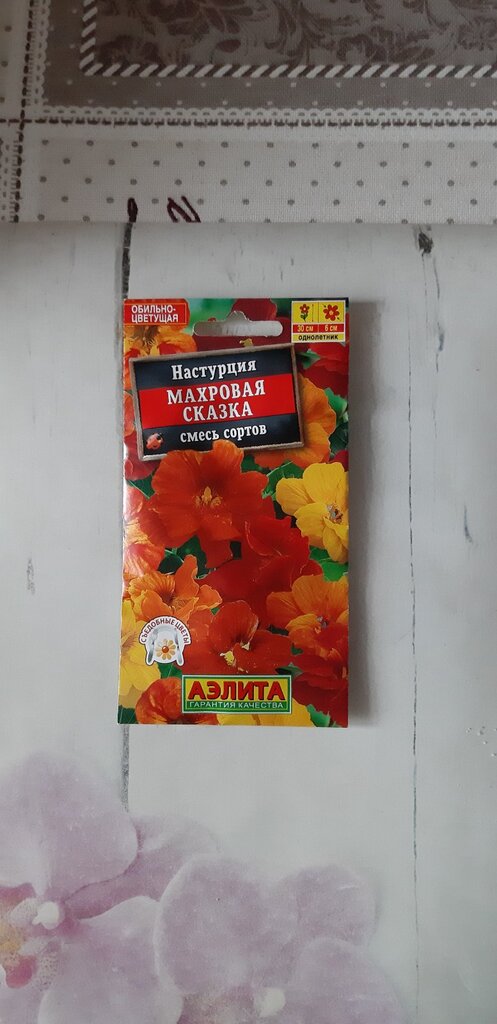 ОБИЛЬНО-
ЦВЕТУЩАЯ
30 см 6 см
однолетник
Настурция
МАХРОВАЯ
СКАЗКА
смесь сортов
СЪЕДОБНЫЕ ЦВЕТЫ
АЭЛИТА
ГАРАНТИЯ КАЧЕСТВА